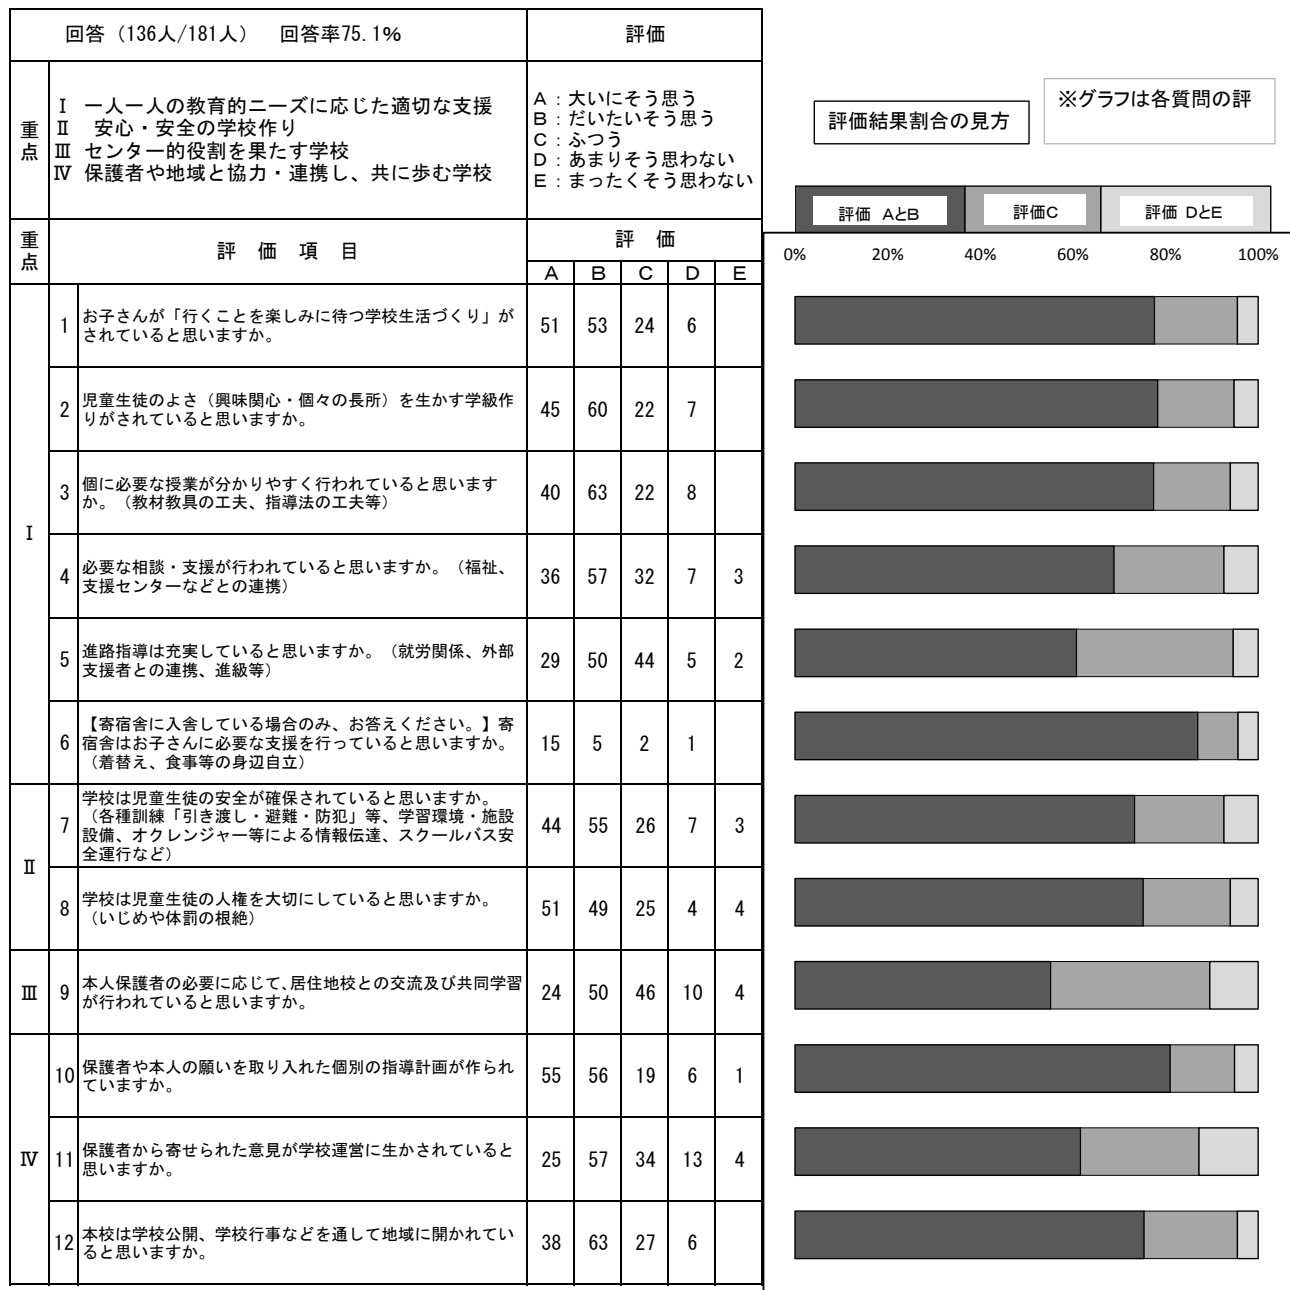 回答（136人/181人）　回答率75.1%
評価
重点
Ⅰ　一人一人の教育的ニーズに応じた適切な支援
Ⅱ　安心・安全の学校作り
Ⅲ　センター的役割を果たす学校
Ⅳ　保護者や地域と協力・連携し、共に歩む学校
A：大いにそう思う
B：だいたいそう思う
C：ふつう
D：あまりそう思わない
E：まったくそう思わない
評価結果割合の見方
※グラフは各質問の評
評価 AとB
評価C
評価 DとE
重点
評　価　項　目
評　価
A B C D E
0% 20% 40% 60% 80% 100%
Ⅰ
1 お子さんが「行くことを楽しみに待つ学校生活づくり」が
されていると思いますか。
51 53 24 6
2 児童生徒のよさ（興味関心・個々の長所）を生かす学級作
りがされていると思いますか。
45 60 22 7
3 個に必要な授業が分かりやすく行われていると思います
か。（教材教具の工夫、指導法の工夫等）
40 63 22 8
4 必要な相談・支援が行われていると思いますか。（福祉、
支援センターなどとの連携）
36 57 32 7 3
5 進路指導は充実していると思いますか。（就労関係、外部
支援者との連携、進級等）
29 50 44 5 2
6 【寄宿舎に入舎している場合のみ、お答えください。】寄
宿舎はお子さんに必要な支援を行っていると思いますか。
（着替え、食事等の身辺自立）
15 5 2 1
Ⅱ
7 学校は児童生徒の安全が確保されていると思いますか。
（各種訓練「引き渡し・避難・防犯」等、学習環境・施設
設備、オクレンジャー等による情報伝達、スクールバス安
全運行など）
44 55 26 7 3
8 学校は児童生徒の人権を大切にしていると思いますか。
（いじめや体罰の根絶）
51 49 25 4 4
Ⅲ
9 本人保護者の必要に応じて、居住地校との交流及び共同学習
が行われていると思いますか。
24 50 46 10 4
Ⅳ
10 保護者や本人の願いを取り入れた個別の指導計画が作られ
ていますか。
55 56 19 6 1
11 保護者から寄せられた意見が学校運営に生かされていると
思いますか。
25 57 34 13 4
12 本校は学校公開、学校行事などを通して地域に開かれてい
ると思いますか。
38 63 27 6